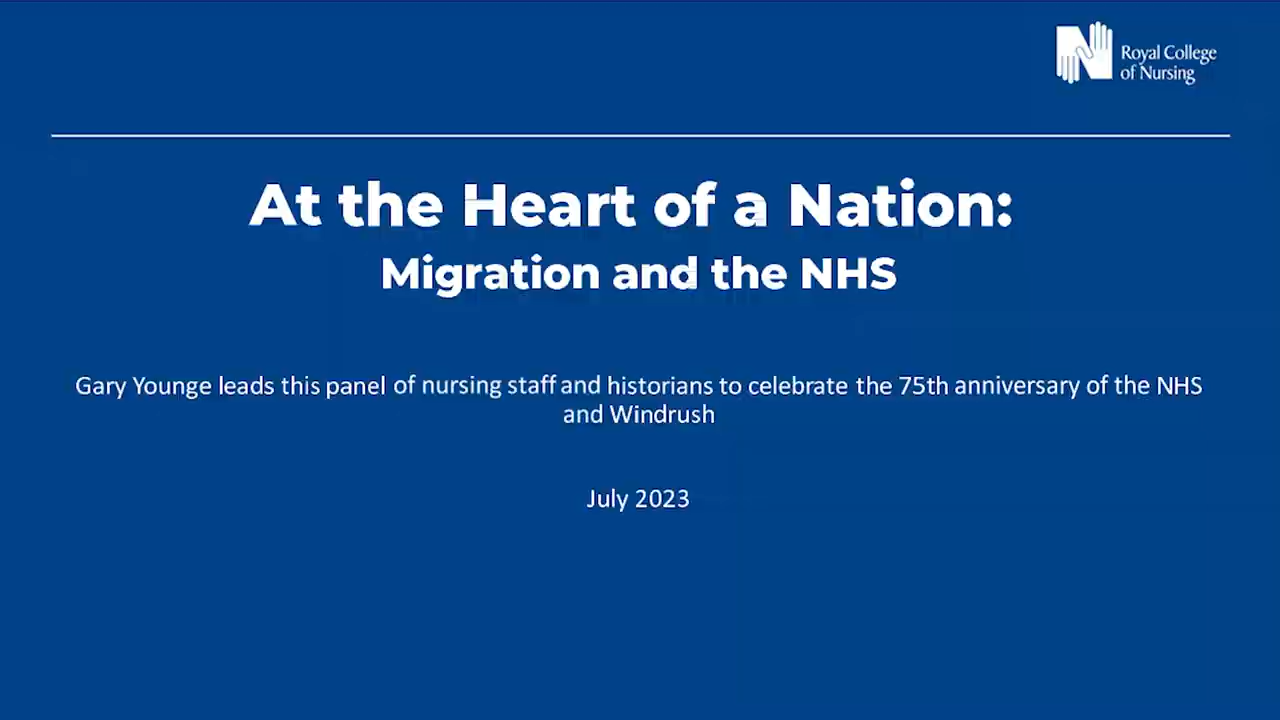 Royal College
of Nursing
At the Heart of a Nation:
Migration and the NHS
Gary Younge leads this panel of nursing staff and historians to celebrate the 75th anniversary of the NHS
and Windrush
July 2023